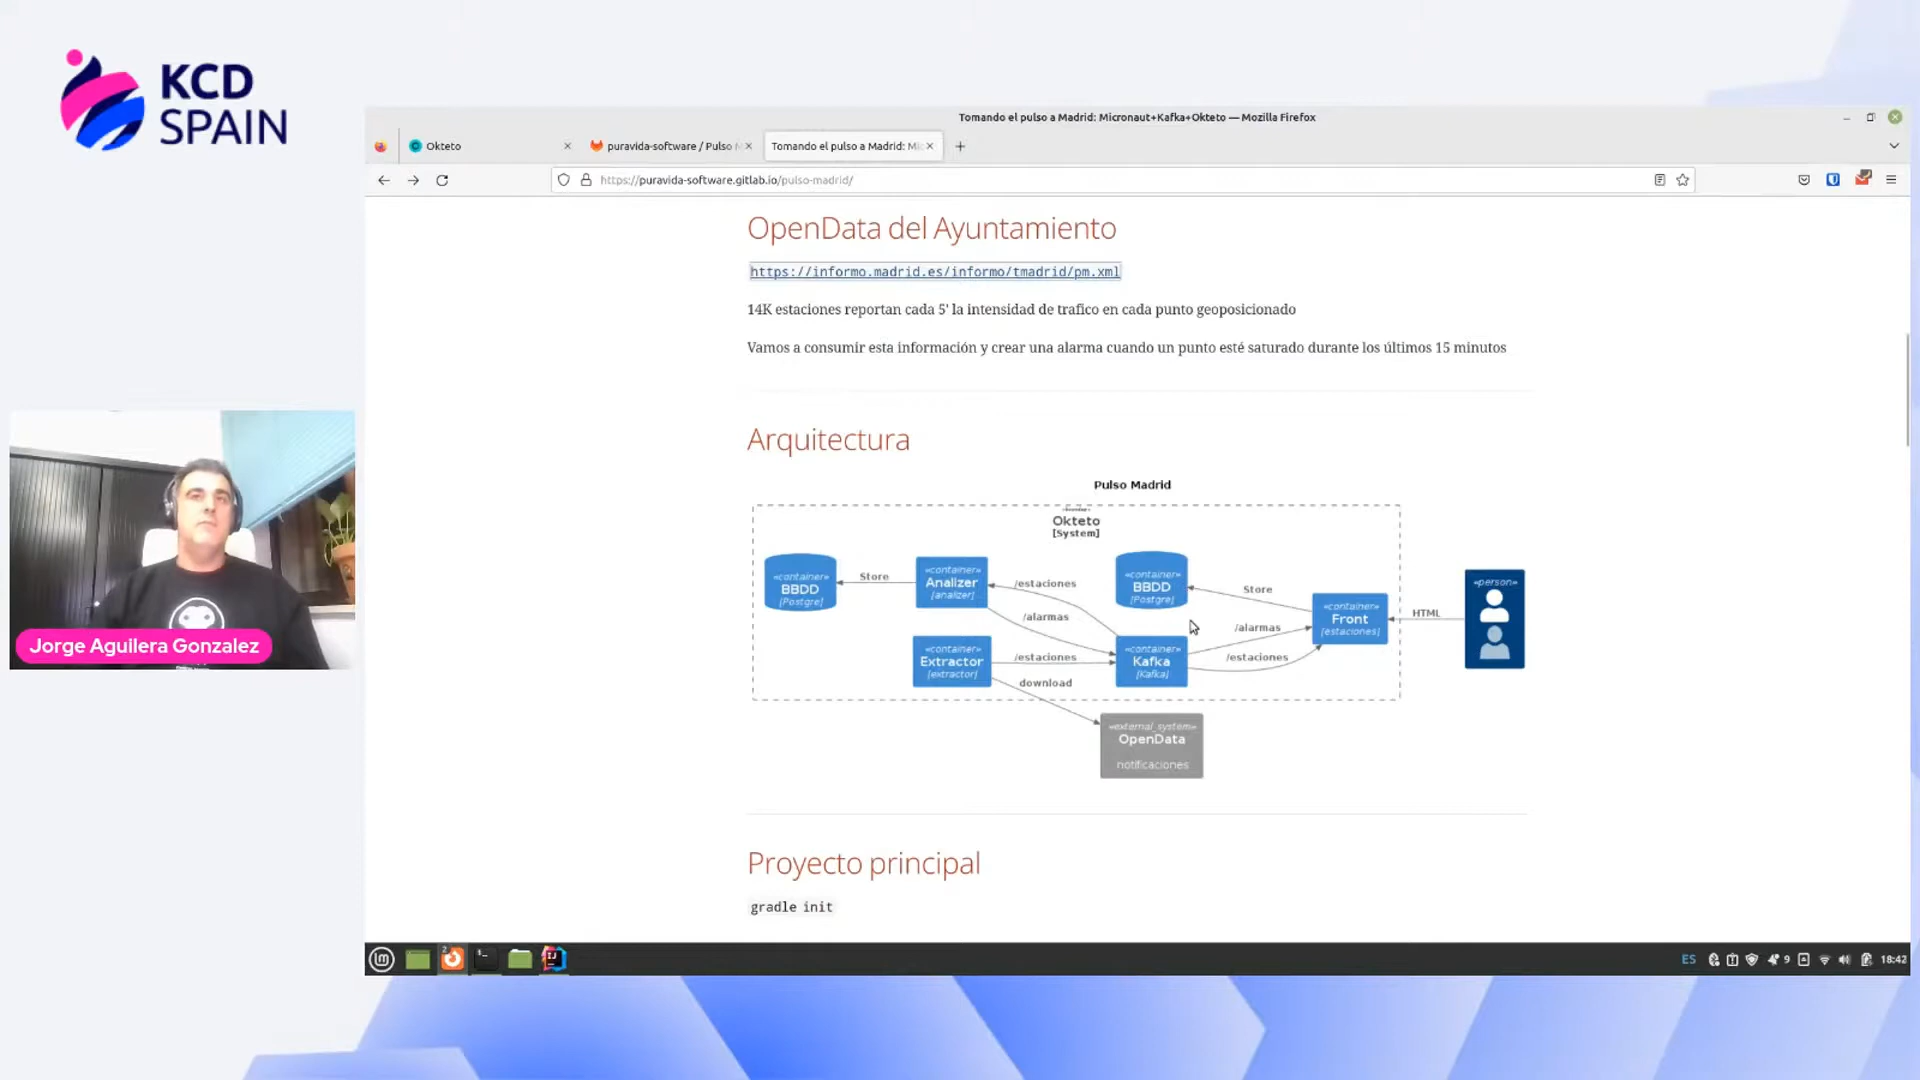 KCD
SPAIN
Tomando el pulso a Madrid: Micronaut+Kafka+Okteto — Mozilla Firefox
Okteto
puravida-software / Pulso
Tomando el pulso a Madrid: Mic
https://puravida-software.gitlab.io/pulso-madrid/
OpenData del Ayuntamiento
https://informo.madrid.es/informo/tmadrid/pm.xml
14K estaciones reportan cada 5' la intensidad de trafico en cada punto geoposicionado
Vamos a consumir esta información y crear una alarma cuando un punto esté saturado durante los últimos 15 minutos
Arquitectura
Pulso Madrid
Okteto
[System]
«container»
BBDD
[Postgre]
Store
«container»
Analizer
[analizer]
/estaciones
/alarmas
«container»
BBDD
[Postgre]
Store
/alarmas
/estaciones
«container»
Front
[estaciones]
HTML
«person»
«container»
Extractor
[extractor]
/estaciones
download
«container»
Kafka
[Kafka]
«external_system»
OpenData
notificaciones
Proyecto principal
gradle init
Jorge Aguilera Gonzalez
2
ES
9
18:42